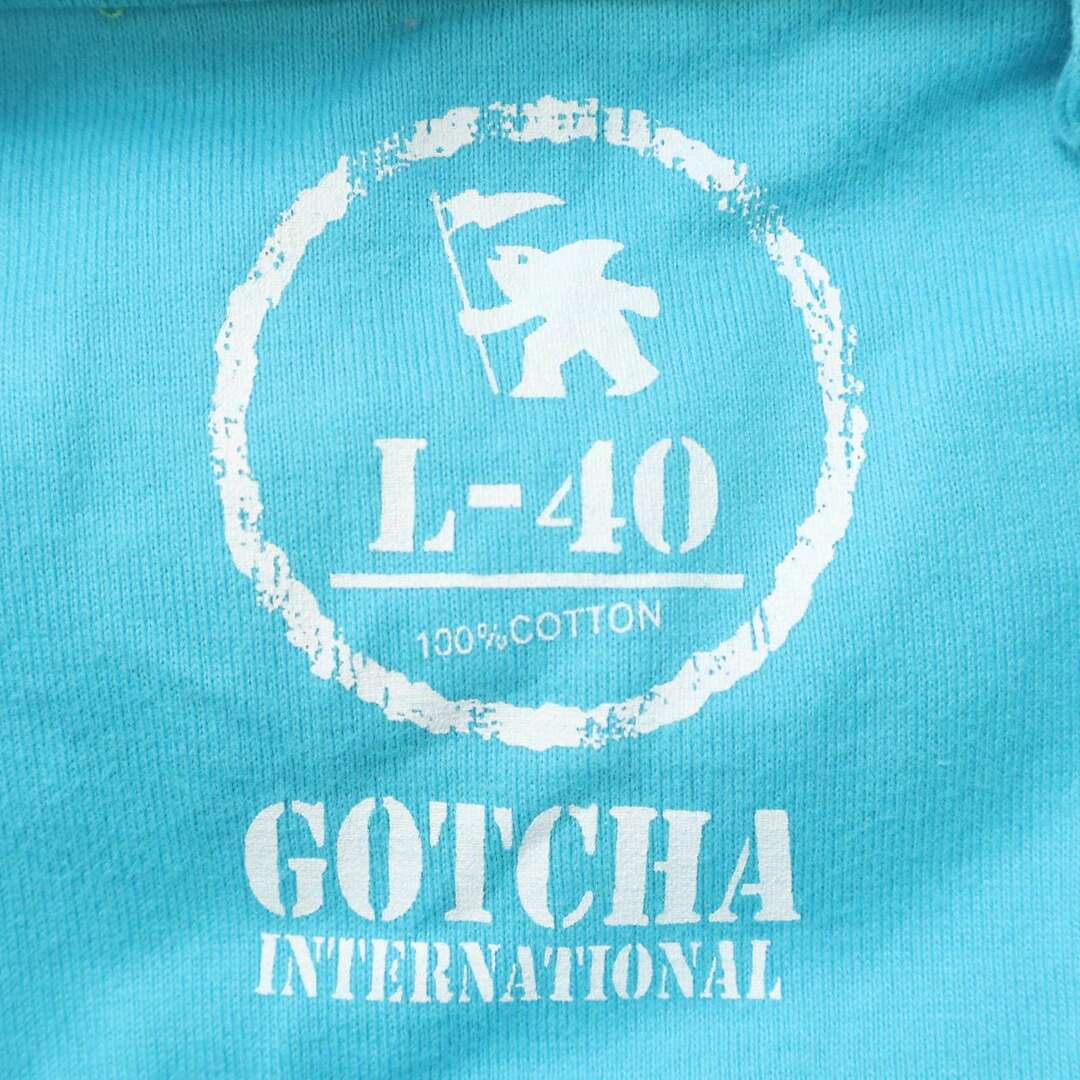 L-40
100%COTTON
GOTCHA
INTERNATIONAL